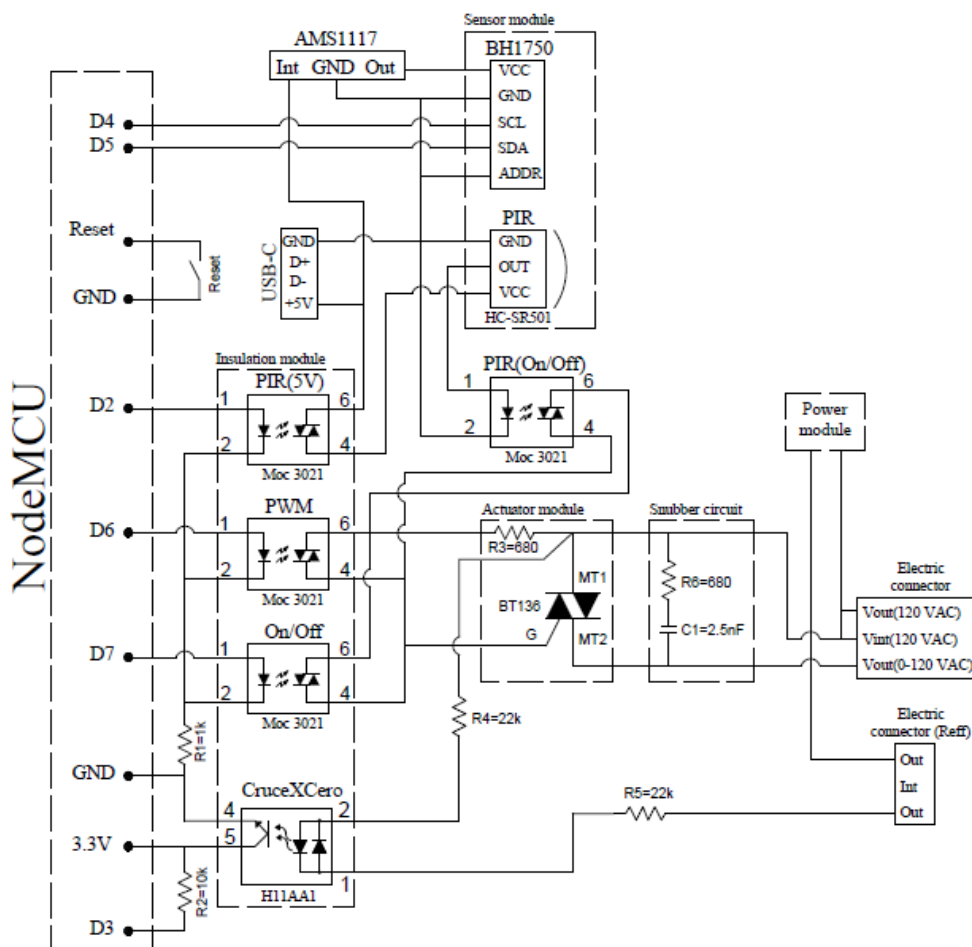 Sensor module
AMS1117
Int GND Out
BH1750
VCC
GND
SCL
SDA
ADDR
D4
D5
Reset
GND
Reset
USB-C
GND
D+
D-
+5V
PIR
GND
OUT
VCC
HC-SR501
NodeMCU
Insulation module
PIR(5V)
1
6
2
4
Moc 3021
PIR(On/Off)
1
6
2
4
Moc 3021
Power
module
D2
PWM
1
6
2
4
Moc 3021
D6
Actuator module
R3=680
MT1
BT136
G
MT2
Snubber circuit
R6=680
C1=2.5nF
Electric
connector
Vout(120 VAC)
Vint(120 VAC)
Vout(0-120 VAC)
On/Off
1
6
2
4
Moc 3021
D7
R1=1k
R4=22k
GND
CruceXCero
4
2
5
1
H11AA1
3.3V
R2=10k
D3
R5=22k
Electric
connector (Reff)
Out
Int
Out